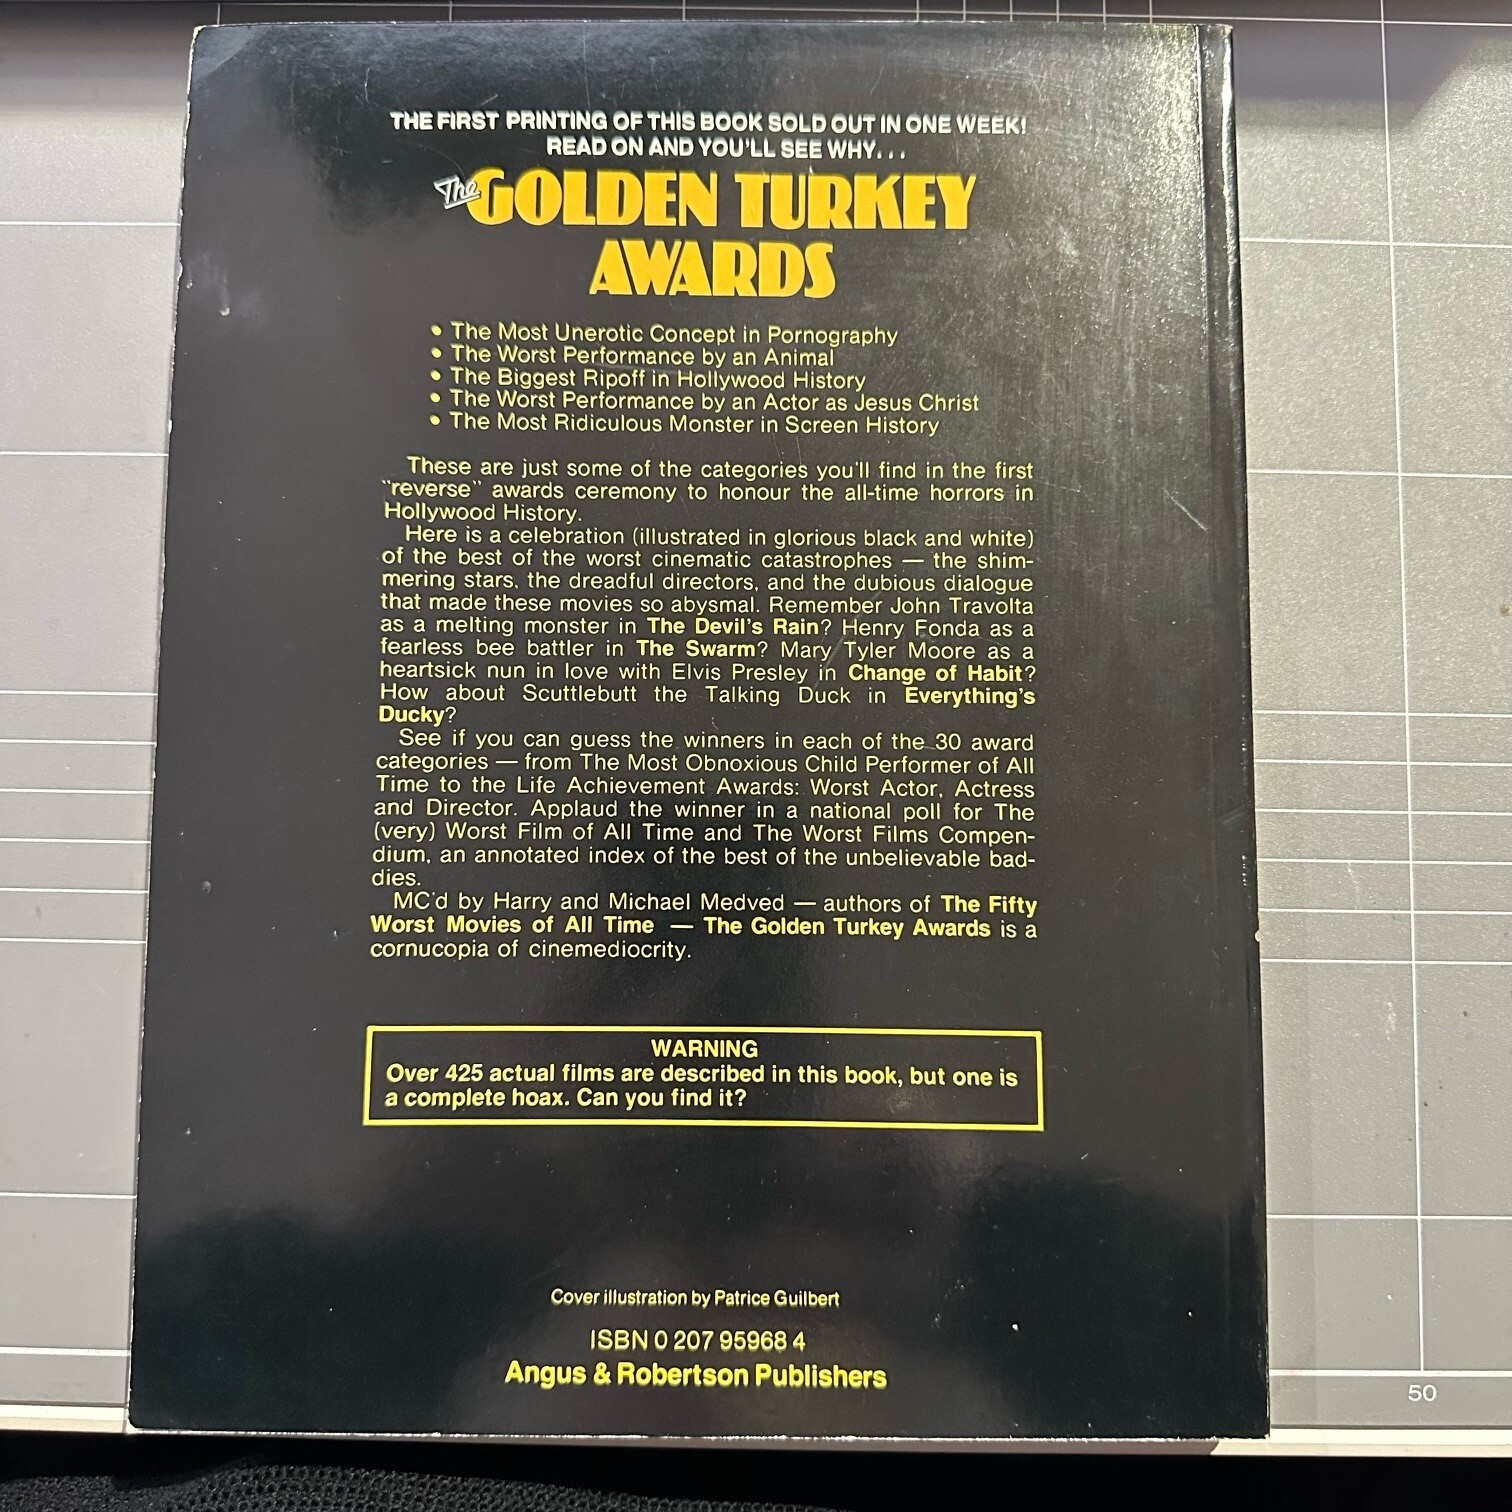 THE FIRST PRINTING OF THIS BOOK SOLD OUT IN ONE WEEK!
READ ON AND YOU'LL SEE WHY...
The GOLDEN TURKEY
AWARDS
• The Most Unerotic Concept in Pornography
• The Worst Performance by an Animal
• The Biggest Ripoff in Hollywood History
• The Worst Performance by an Actor as Jesus Christ
• The Most Ridiculous Monster in Screen History
These are just some of the categories you'll find in the first
"reverse" awards ceremony to honour the all-time horrors in
Hollywood History.
Here is a celebration (illustrated in glorious black and white)
of the best of the worst cinematic catastrophes — the shim-
mering stars, the dreadful directors, and the dubious dialogue
that made these movies so abysmal. Remember John Travolta
as a melting monster in The Devil's Rain? Henry Fonda as a
fearless bee battler in The Swarm? Mary Tyler Moore as a
heartsick nun in love with Elvis Presley in Change of Habit?
How about Scuttlebutt the Talking Duck in Everything's
Ducky?
See if you can guess the winners in each of the 30 award
categories — from The Most Obnoxious Child Performer of All
Time to the Life Achievement Awards: Worst Actor, Actress
and Director. Applaud the winner in a national poll for The
(very) Worst Film of All Time and The Worst Films Compen-
dium, an annotated index of the best of the unbelievable bad-
dies.
MC'd by Harry and Michael Medved — authors of The Fifty
Worst Movies of All Time — The Golden Turkey Awards is a
cornucopia of cinemediocrity.
WARNING
Over 425 actual films are described in this book, but one is
a complete hoax. Can you find it?
Cover illustration by Patrice Guilbert
ISBN 0 207 95968 4
Angus & Robertson Publishers
50